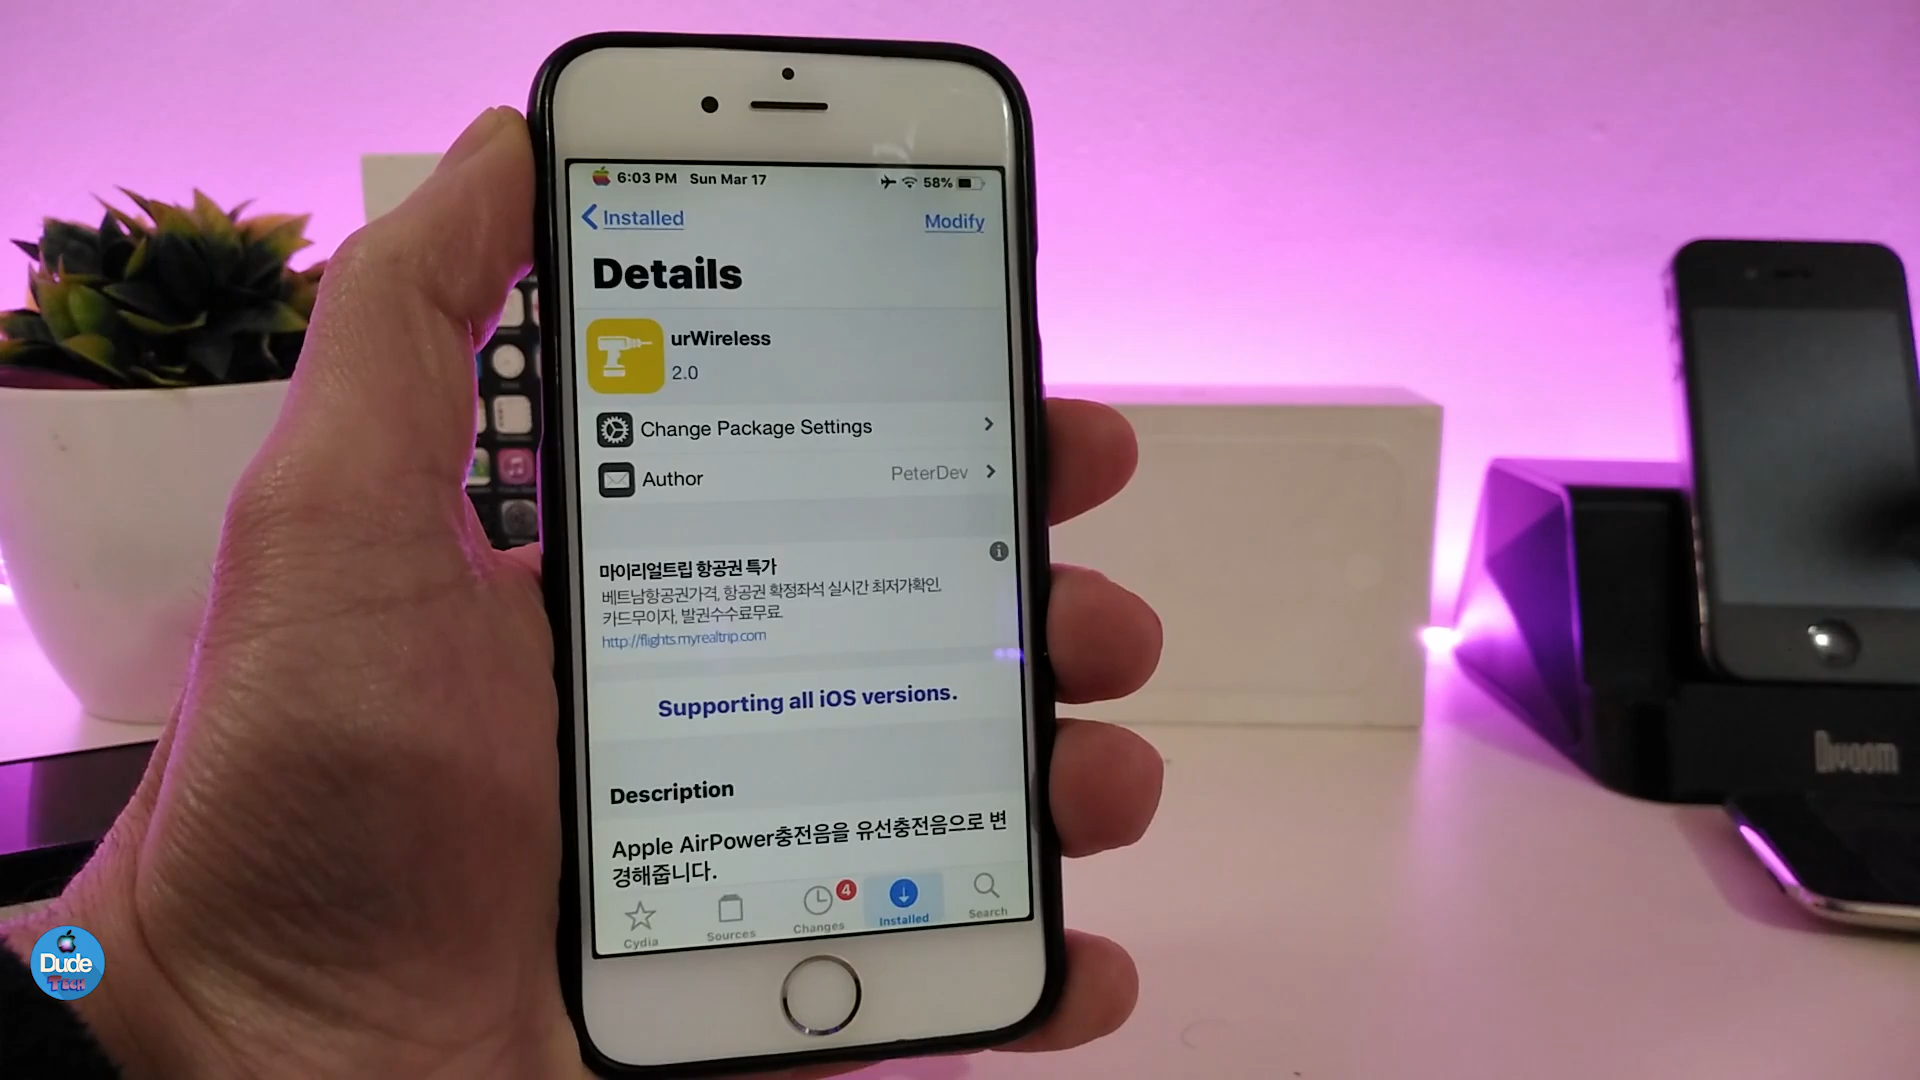 6:03 PM Sun Mar 17 58%
Installed Modify
Details
urWireless
2.0
Change Package Settings
Author PeterDev
마이리얼트립 항공권 특가
베트남항공권가격, 항공권 확정좌석 실시간 최저가확인,
카드무이자, 발권수수료무료.
http://flights.myrealtrip.com
Supporting all iOS versions.
Description
Apple AirPower충전음을 유선충전음으로 변
경해줍니다.
Cydia Sources Changes 4 Installed Search
Divoom
Dude
Tech